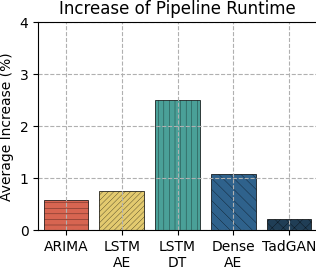 Increase of Pipeline Runtime
Average Increase (%)
4
3
2
1
0
ARIMA
LSTM
AE
LSTM
DT
Dense
AE
TadGAN